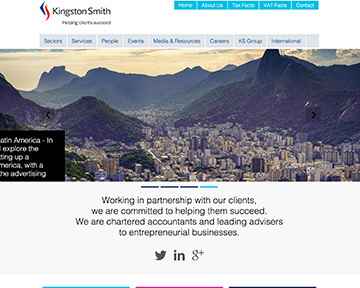 Kingston Smith
Helping clients succeed
Home About Us Tax Facts VAT Facts Contact
Sectors Services People Events Media & Resources Careers KS Group International
atin America - In
explore the
tting up a
merica, with a
the advertising
Working in partnership with our clients,
we are committed to helping them succeed.
We are chartered accountants and leading advisers
to entrepreneurial businesses.